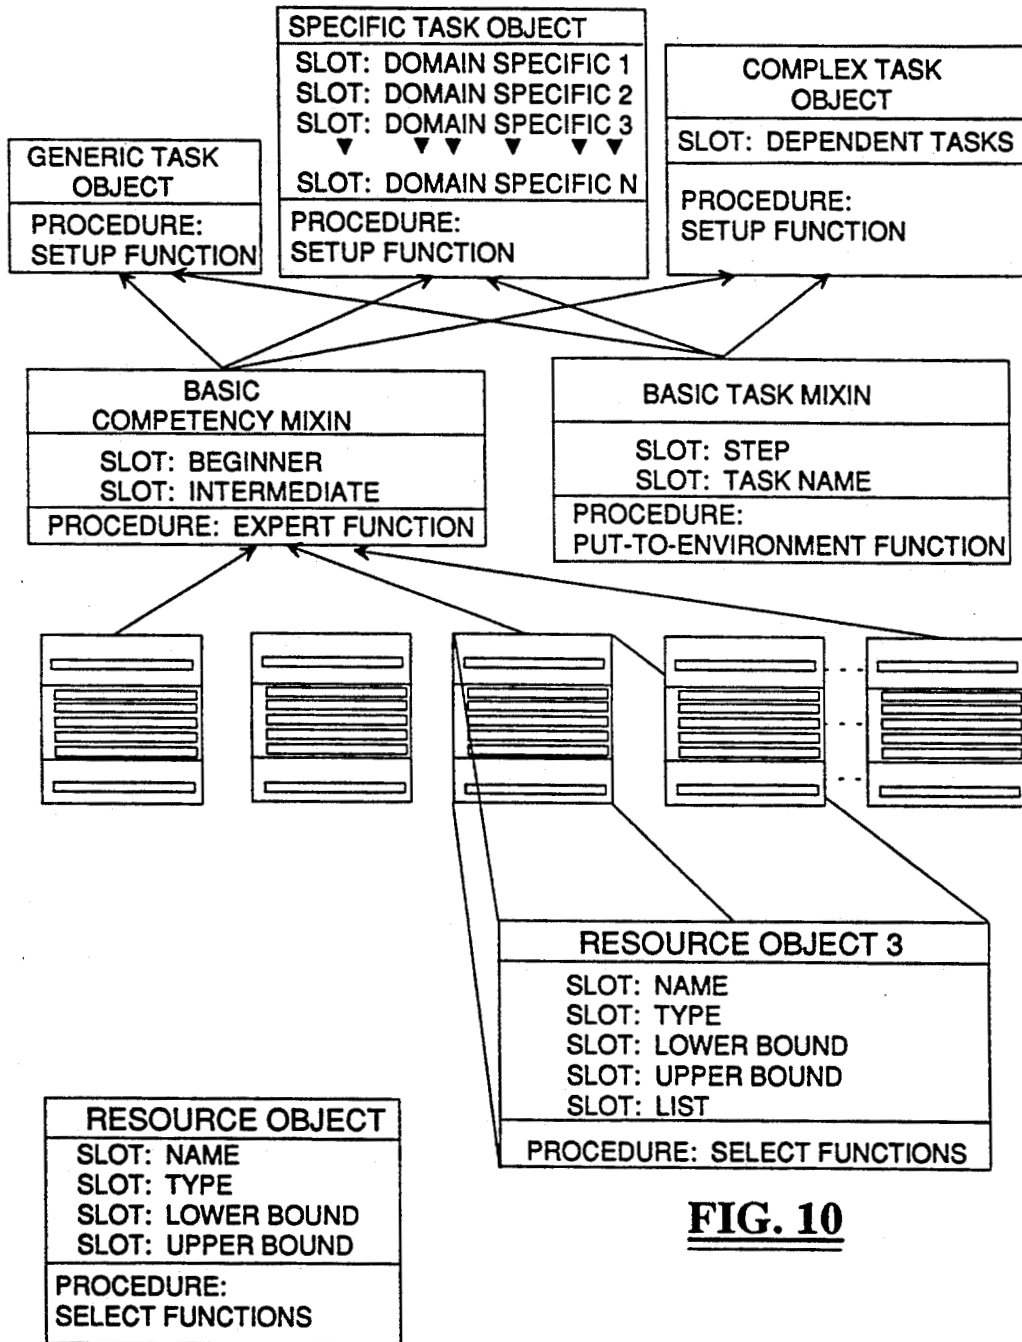 SPECIFIC TASK OBJECT
SLOT: DOMAIN SPECIFIC 1
SLOT: DOMAIN SPECIFIC 2
SLOT: DOMAIN SPECIFIC 3
SLOT: DOMAIN SPECIFIC N
PROCEDURE:
SETUP FUNCTION
COMPLEX TASK
OBJECT
SLOT: DEPENDENT TASKS
PROCEDURE:
SETUP FUNCTION
GENERIC TASK
OBJECT
PROCEDURE:
SETUP FUNCTION
BASIC
COMPETENCY MIXIN
SLOT: BEGINNER
SLOT: INTERMEDIATE
PROCEDURE: EXPERT FUNCTION
BASIC TASK MIXIN
SLOT: STEP
SLOT: TASK NAME
PROCEDURE:
PUT-TO-ENVIRONMENT FUNCTION
RESOURCE OBJECT 3
SLOT: NAME
SLOT: TYPE
SLOT: LOWER BOUND
SLOT: UPPER BOUND
SLOT: LIST
PROCEDURE: SELECT FUNCTIONS
RESOURCE OBJECT
SLOT: NAME
SLOT: TYPE
SLOT: LOWER BOUND
SLOT: UPPER BOUND
PROCEDURE:
SELECT FUNCTIONS
FIG. 10